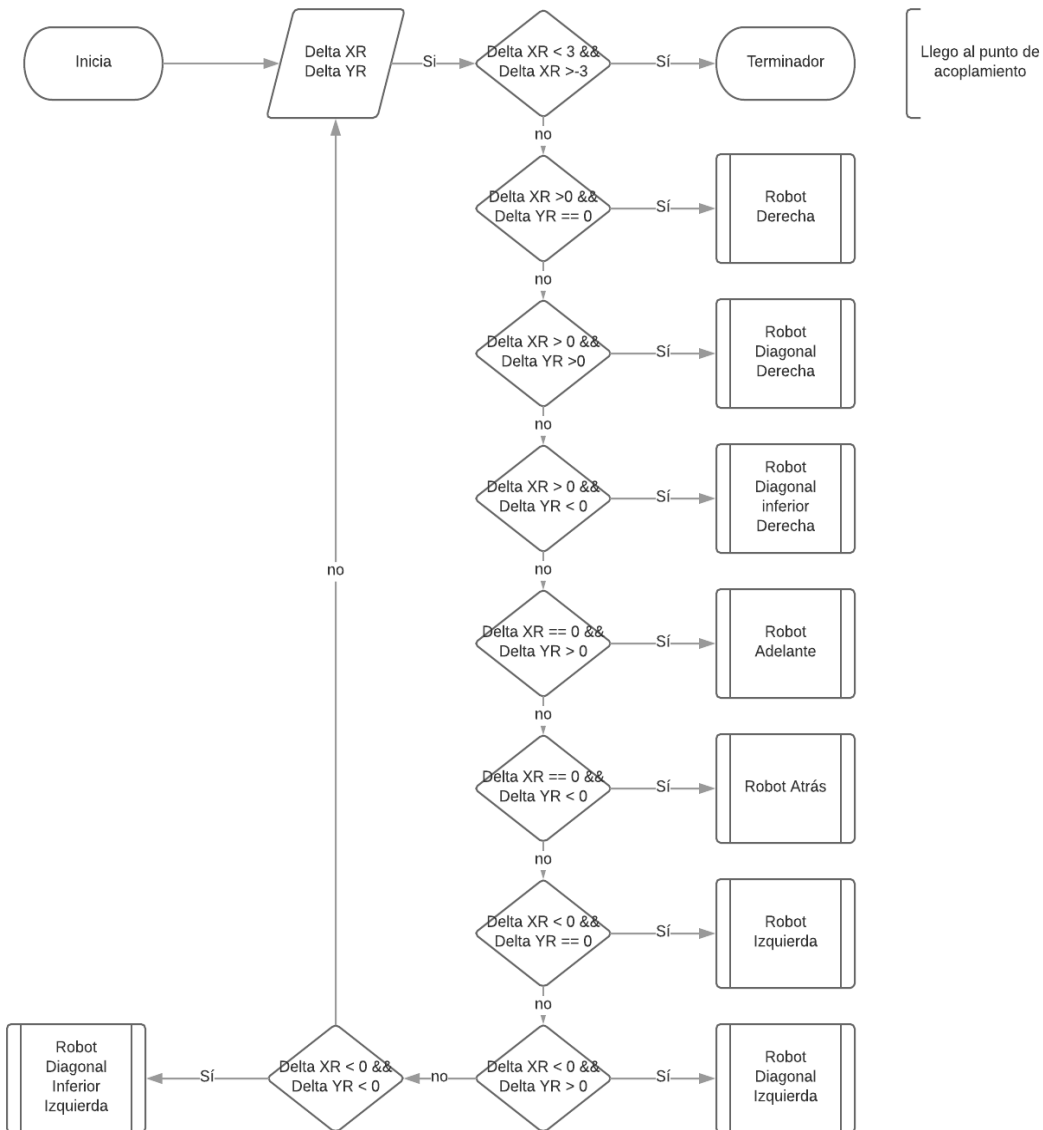 Inicia
Delta XR
Delta YR
Si
Delta XR < 3 &&
Delta XR >-3
Sí
Terminador
Llego al punto de
acoplamiento
no
Delta XR >0 &&
Delta YR == 0
Sí
Robot
Derecha
no
Delta XR > 0 &&
Delta YR >0
Sí
Robot
Diagonal
Derecha
no
Delta XR > 0 &&
Delta YR < 0
Sí
Robot
Diagonal
inferior
Derecha
no
no
Delta XR == 0 &&
Delta YR > 0
Sí
Robot
Adelante
no
Delta XR == 0 &&
Delta YR < 0
Sí
Robot Atrás
no
Delta XR < 0 &&
Delta YR == 0
Sí
Robot
Izquierda
no
Delta XR < 0 &&
Delta YR > 0
Sí
Robot
Diagonal
Izquierda
no
Delta XR < 0 &&
Delta YR < 0
Sí
Robot
Diagonal
Inferior
Izquierda